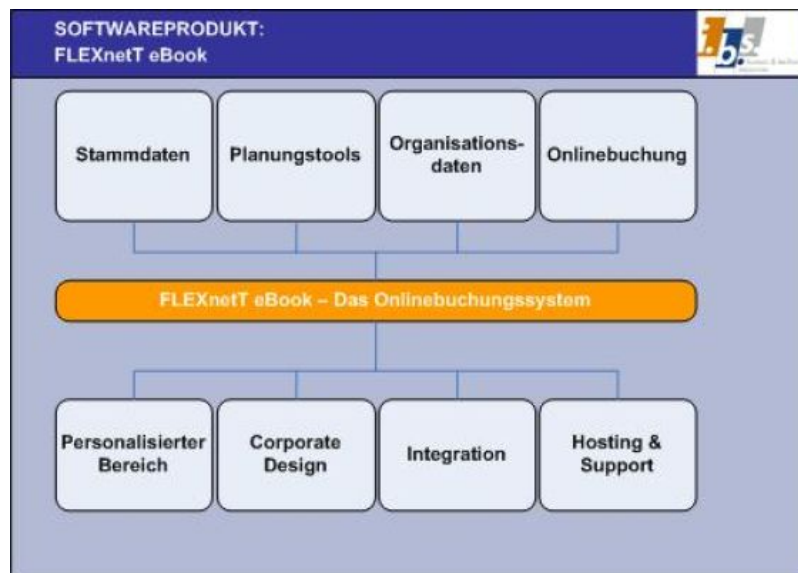 SOFTWAREPRODUKT:
FLEXnetT eBook
i.b.s.
Stammdaten
Planungstools
Organisations-
daten
Onlinebuchung
FLEXnetT eBook – Das Onlinebuchungssystem
Personalisierter
Bereich
Corporate
Design
Integration
Hosting &
Support